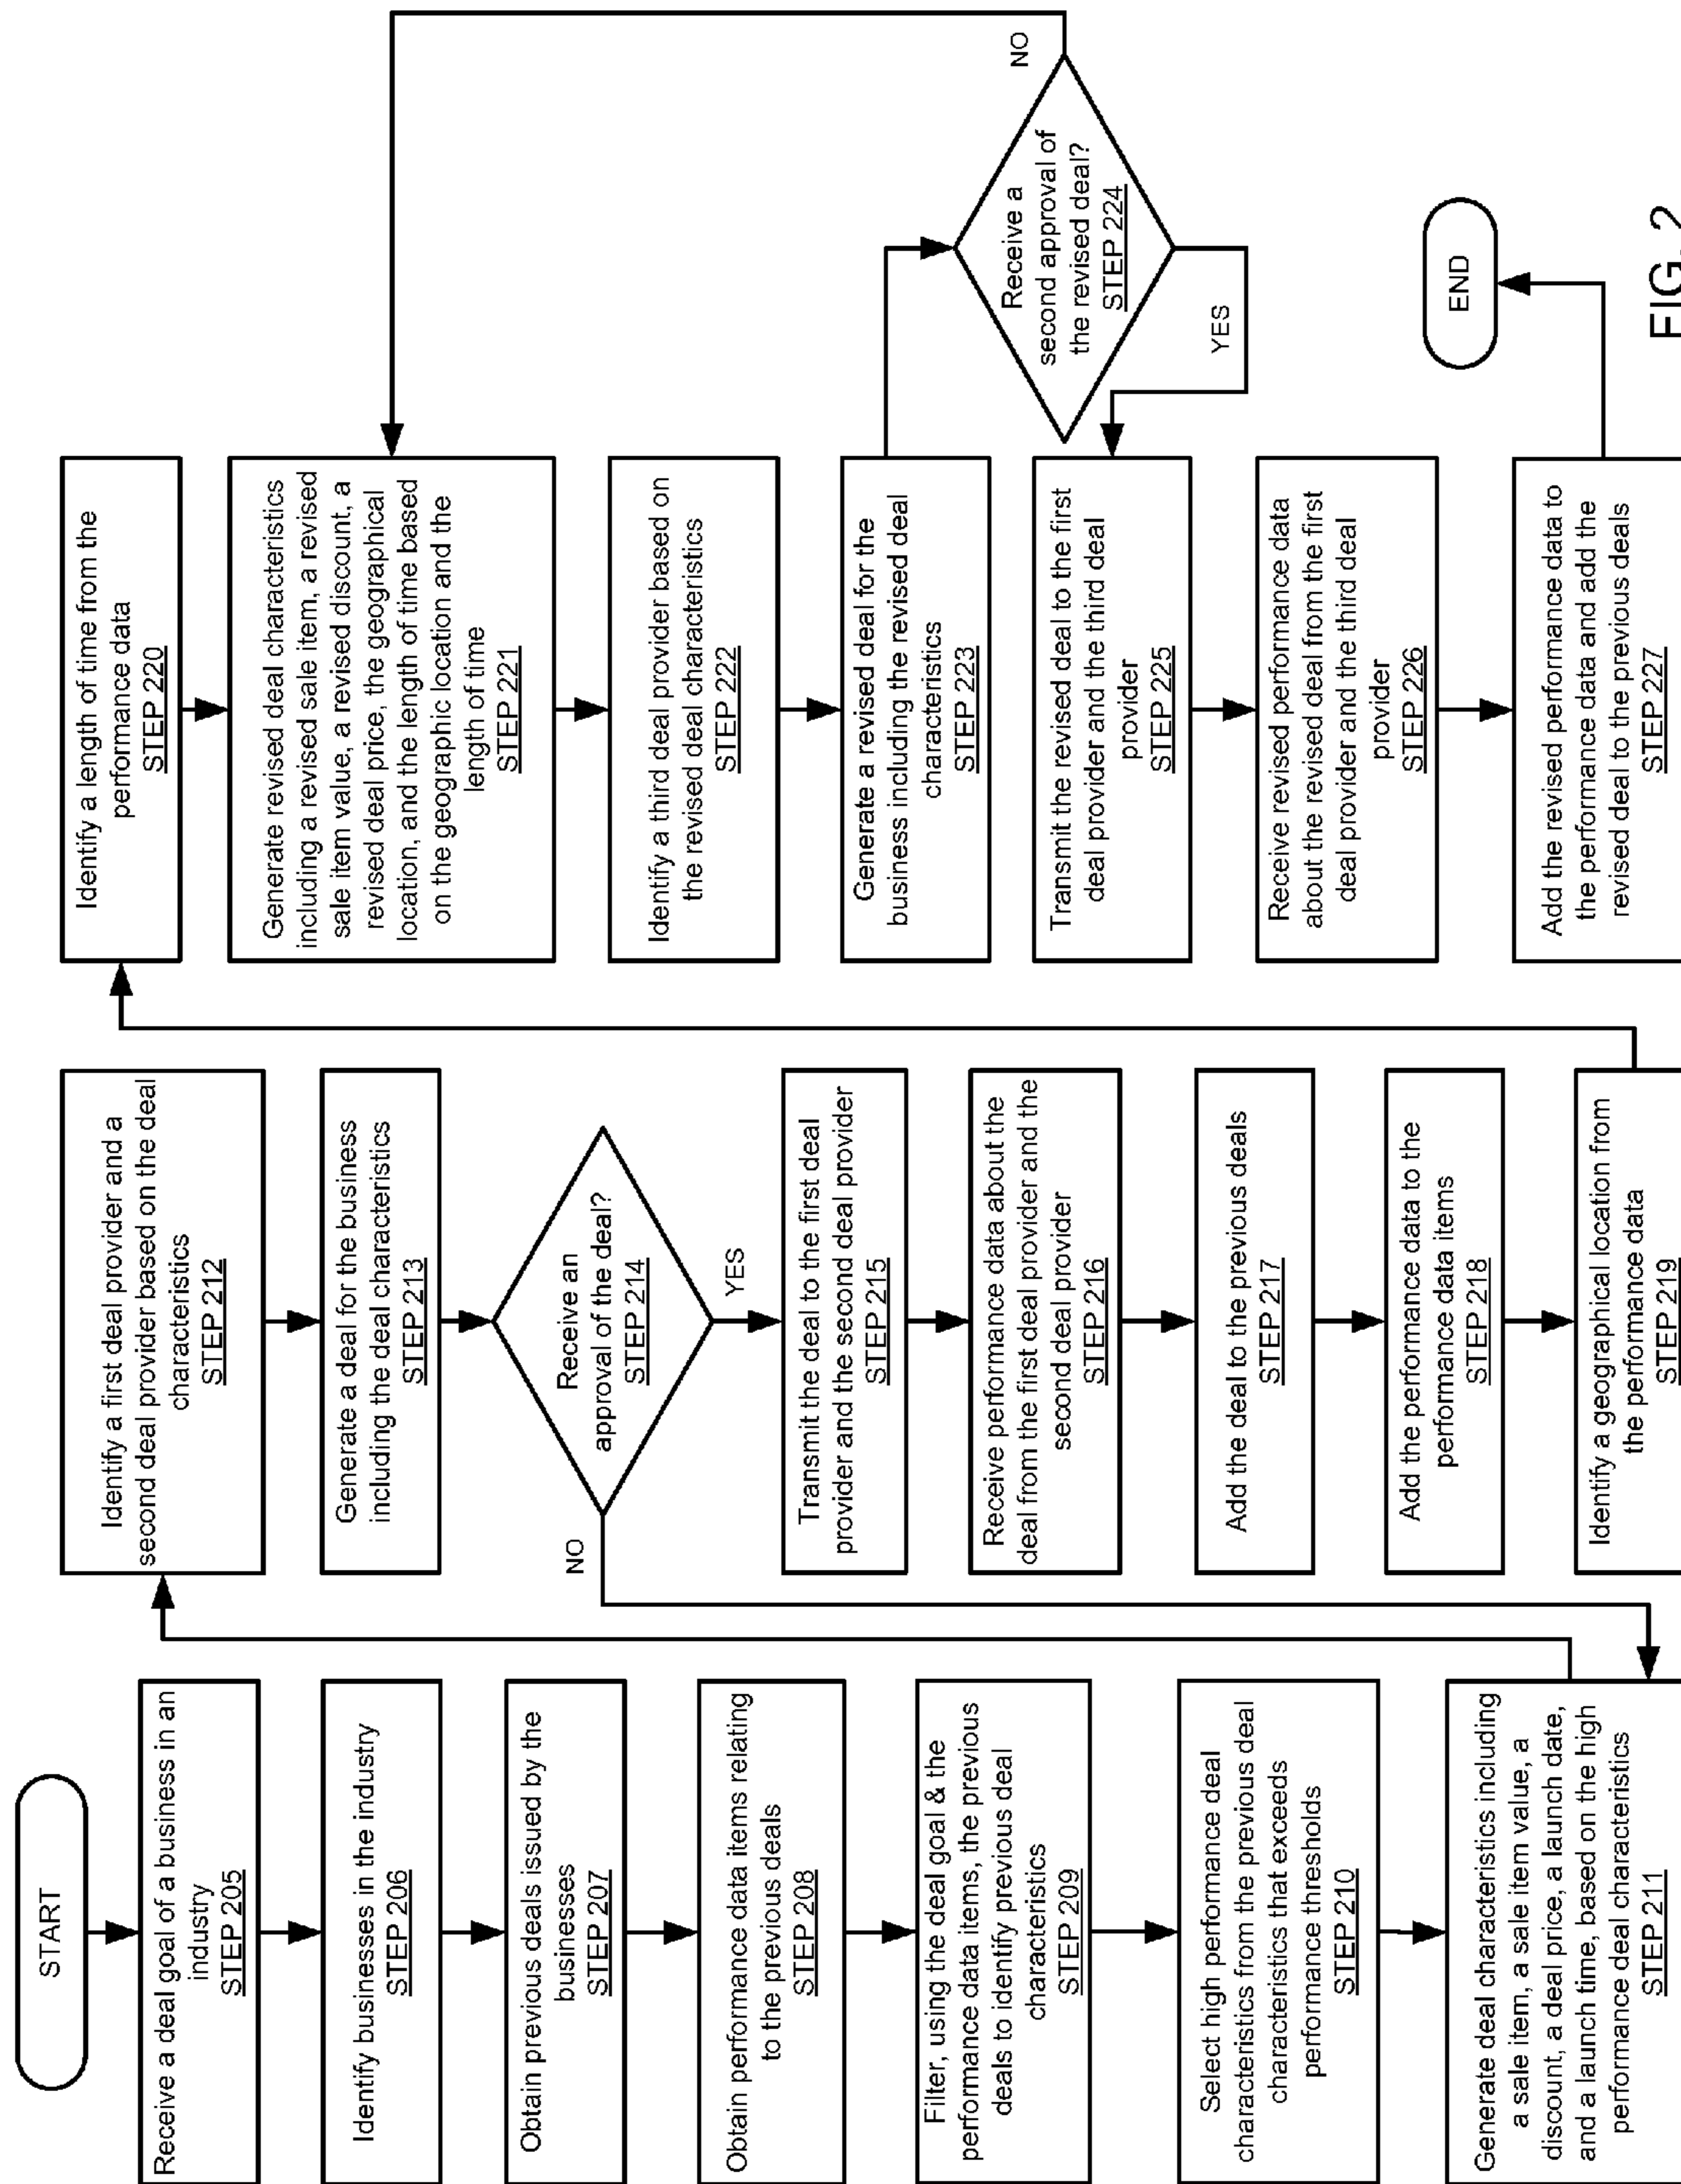 START
Receive a deal goal of a business in an
industry
STEP 205
Identify businesses in the industry
STEP 206
Obtain previous deals issued by the
businesses
STEP 207
Obtain performance data items relating
to the previous deals
STEP 208
Filter, using the deal goal & the
performance data items, the previous
deals to identify previous deal
characteristics
STEP 209
Select high performance deal
characteristics from the previous deal
characteristics that exceeds
performance thresholds
STEP 210
Generate deal characteristics including
a sale item, a sale item value, a
discount, a deal price, a launch date,
and a launch time, based on the high
performance deal characteristics
STEP 211
Identify a first deal provider and a
second deal provider based on the deal
characteristics
STEP 212
Generate a deal for the business
including the deal characteristics
STEP 213
Receive an
approval of the deal?
STEP 214
NO
YES
Transmit the deal to the first deal
provider and the second deal provider
STEP 215
Receive performance data about the
deal from the first deal provider and the
second deal provider
STEP 216
Add the deal to the previous deals
STEP 217
Add the performance data to the
performance data items
STEP 218
Identify a geographical location from
the performance data
STEP 219
Identify a length of time from the
performance data
STEP 220
Generate revised deal characteristics
including a revised sale item, a revised
sale item value, a revised discount, a
revised deal price, the geographical
location, and the length of time based
on the geographic location and the
length of time
STEP 221
Identify a third deal provider based on
the revised deal characteristics
STEP 222
Generate a revised deal for the
business including the revised deal
characteristics
STEP 223
Receive a
second approval of
the revised deal?
STEP 224
NO
YES
Transmit the revised deal to the first
deal provider and the third deal
provider
STEP 225
Receive revised performance data
about the revised deal from the first
deal provider and the third deal
provider
STEP 226
Add the revised performance data to
the performance data and add the
revised deal to the previous deals
STEP 227
END
FIG. 2